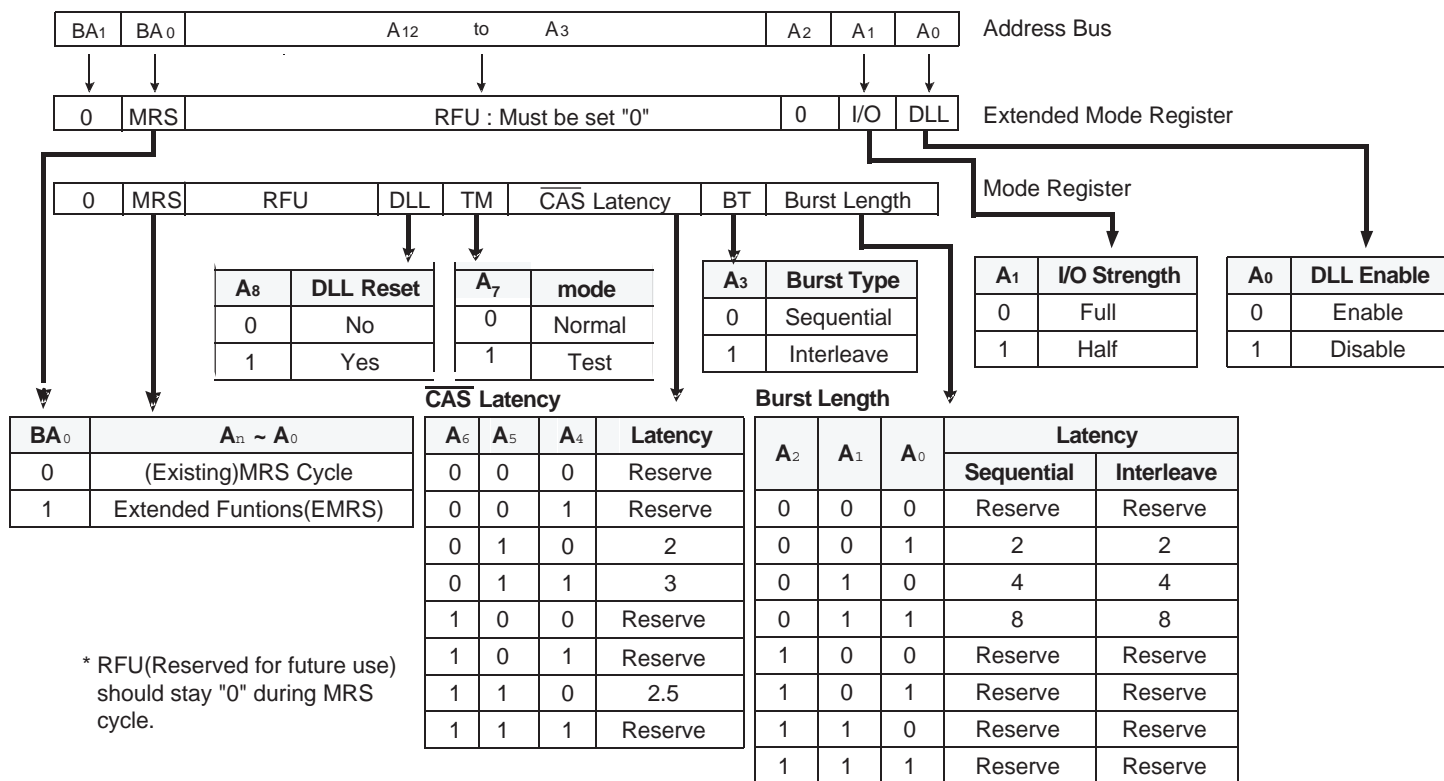 BA1 BA0 A12 to A3 A2 A1 A0 Address Bus
0 MRS RFU : Must be set "0" 0 I/O DLL Extended Mode Register
Mode Register
0 MRS RFU DLL TM CAS Latency BT Burst Length
A8 DLL Reset
0 No
1 Yes
A7 mode
0 Normal
1 Test
A3 Burst Type
0 Sequential
1 Interleave
A1 I/O Strength
0 Full
1 Half
A0 DLL Enable
0 Enable
1 Disable
BA0 An ~ A0
0 (Existing)MRS Cycle
1 Extended Funtions(EMRS)
* RFU(Reserved for future use)
should stay "0" during MRS
cycle.
CAS Latency
A6 A5 A4 Latency
0 0 0 Reserve
0 0 1 Reserve
0 1 0 2
0 1 1 3
1 0 0 Reserve
1 0 1 Reserve
1 1 0 2.5
1 1 1 Reserve
Burst Length
A2 A1 A0 Latency
Sequential Interleave
0 0 0 Reserve Reserve
0 0 1 2 2
0 1 0 4 4
0 1 1 8 8
1 0 0 Reserve Reserve
1 0 1 Reserve Reserve
1 1 0 Reserve Reserve
1 1 1 Reserve Reserve